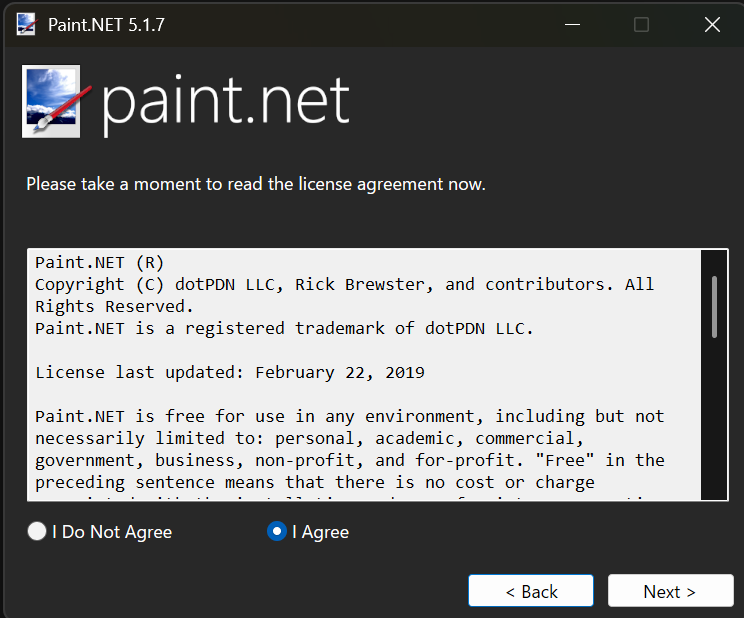 Paint.NET 5.1.7
paint.net
Please take a moment to read the license agreement now.
Paint.NET (R)
Copyright (C) dotPDN LLC, Rick Brewster, and contributors. All
Rights Reserved.
Paint.NET is a registered trademark of dotPDN LLC.
License last updated: February 22, 2019
Paint.NET is free for use in any environment, including but not
necessarily limited to: personal, academic, commercial,
government, business, non-profit, and for-profit. "Free" in the
preceding sentence means that there is no cost or charge
I Do Not Agree
I Agree
< Back
Next >